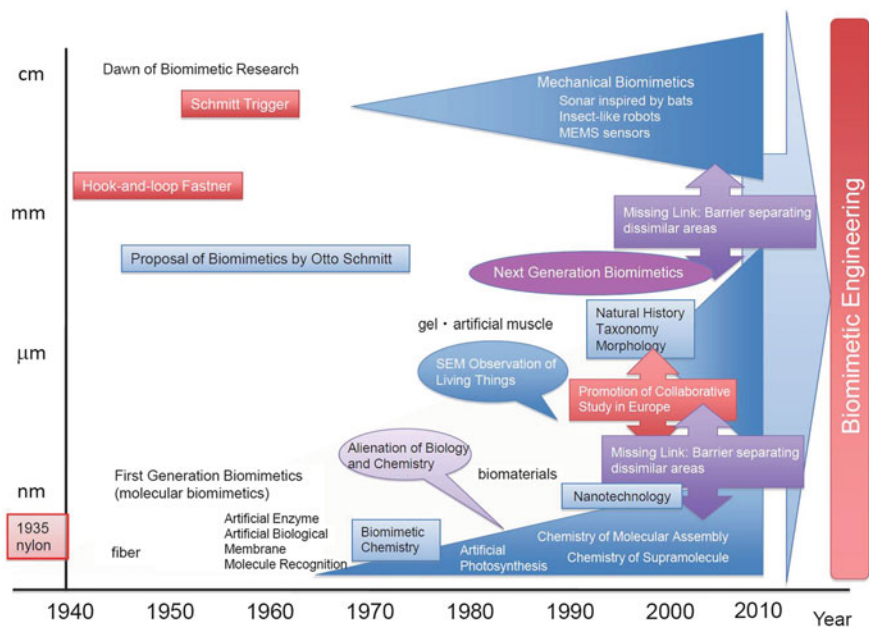 cm
Dawn of Biomimetic Research
Schmitt Trigger
Mechanical Biomimetics
Sonar inspired by bats
Insect-like robots
MEMS sensors
Hook-and-loop Fastner
mm
Missing Link: Barrier separating
dissimilar areas
Proposal of Biomimetics by Otto Schmitt
Next Generation Biomimetics
Natural History
Taxonomy
Morphology
gel・artificial muscle
μm
SEM Observation of
Living Things
Promotion of Collaborative
Study in Europe
Alienation of Biology
and Chemistry
Missing Link: Barrier separating
dissimilar areas
First Generation Biomimetics
(molecular biomimetics)
biomaterials
nm
Nanotechnology
1935
nylon
fiber
Artificial Enzyme
Artificial Biological
Membrane
Molecule Recognition
Biomimetic
Chemistry
Artificial
Photosynthesis
Chemistry of Molecular Assembly
Chemistry of Supramolecule
Biomimetic Engineering
1940 1950 1960 1970 1980 1990 2000 2010 Year